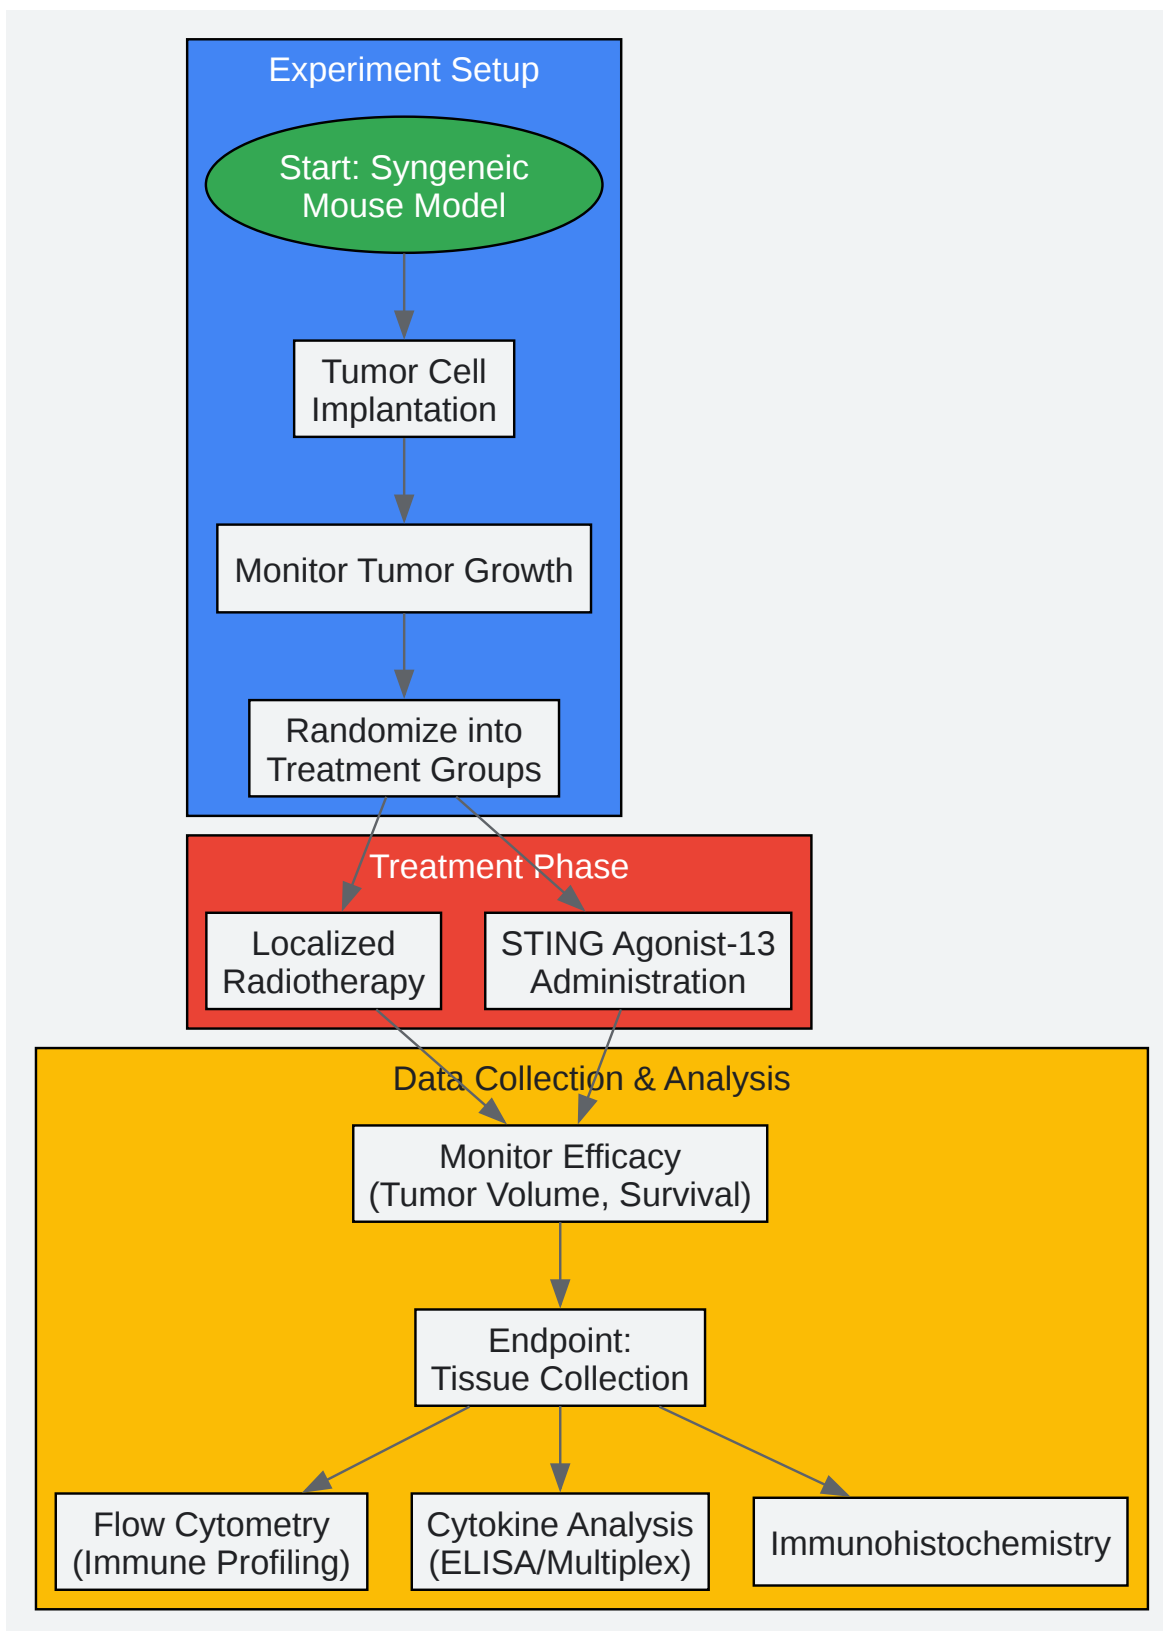 Experiment Setup
Start: Syngeneic
Mouse Model
Tumor Cell
Implantation
Monitor Tumor Growth
Randomize into
Treatment Groups
Treatment Phase
Localized
Radiotherapy
STING Agonist-13
Administration
Data Collection & Analysis
Monitor Efficacy
(Tumor Volume, Survival)
Endpoint:
Tissue Collection
Flow Cytometry
(Immune Profiling)
Cytokine Analysis
(ELISA/Multiplex)
Immunohistochemistry